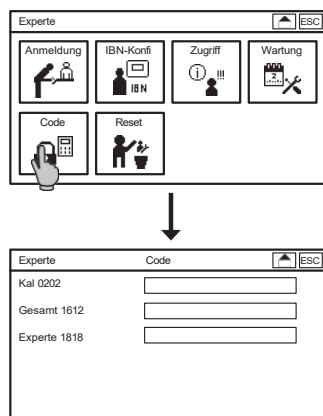 Experte ESC
Anmeldung IBN-Konfi Zugriff Wartung
IBN
2.
Code Reset
Experte Code ESC
Kal 0202
Gesamt 1612
Experte 1818